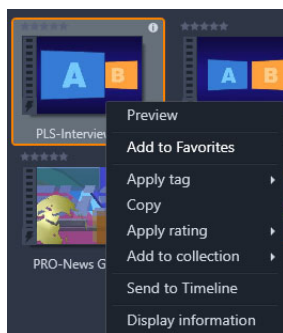 A B
A B
PLS-Interview
Preview
Add to Favorites
Apply tag
Copy
Apply rating
Add to collection
Send to Timeline
Display information
PRO-News G